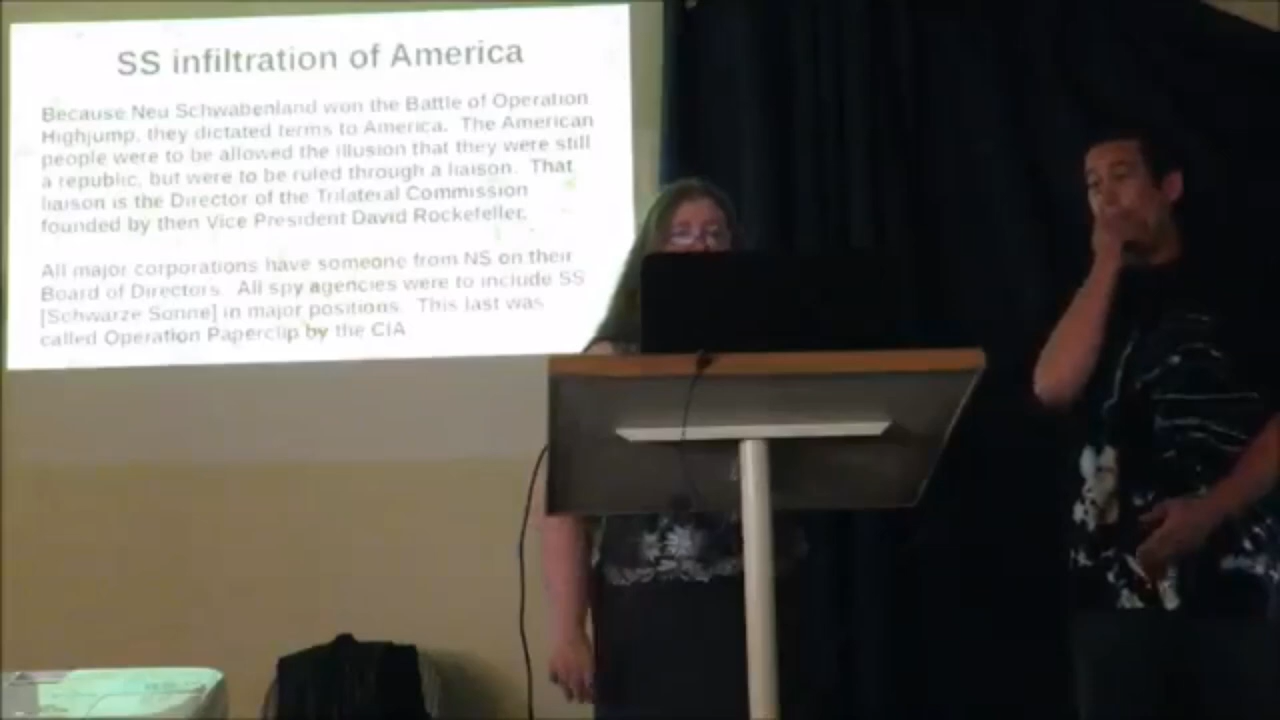 SS infiltration of America
Because Neu Schwabenland won the Battle of Operation
Highjump, they dictated terms to America. The American
people were to be allowed the illusion that they were still
a republic, but were to be ruled through a liaison. That
liaison is the Director of the Trilateral Commission
founded by then Vice President David Rockefeller.
All major corporations have someone from NS on their
Board of Directors. All spy agencies were to include SS
[Schwarze Sonne] in major positions. This last was
called Operation Paperclip by the CIA